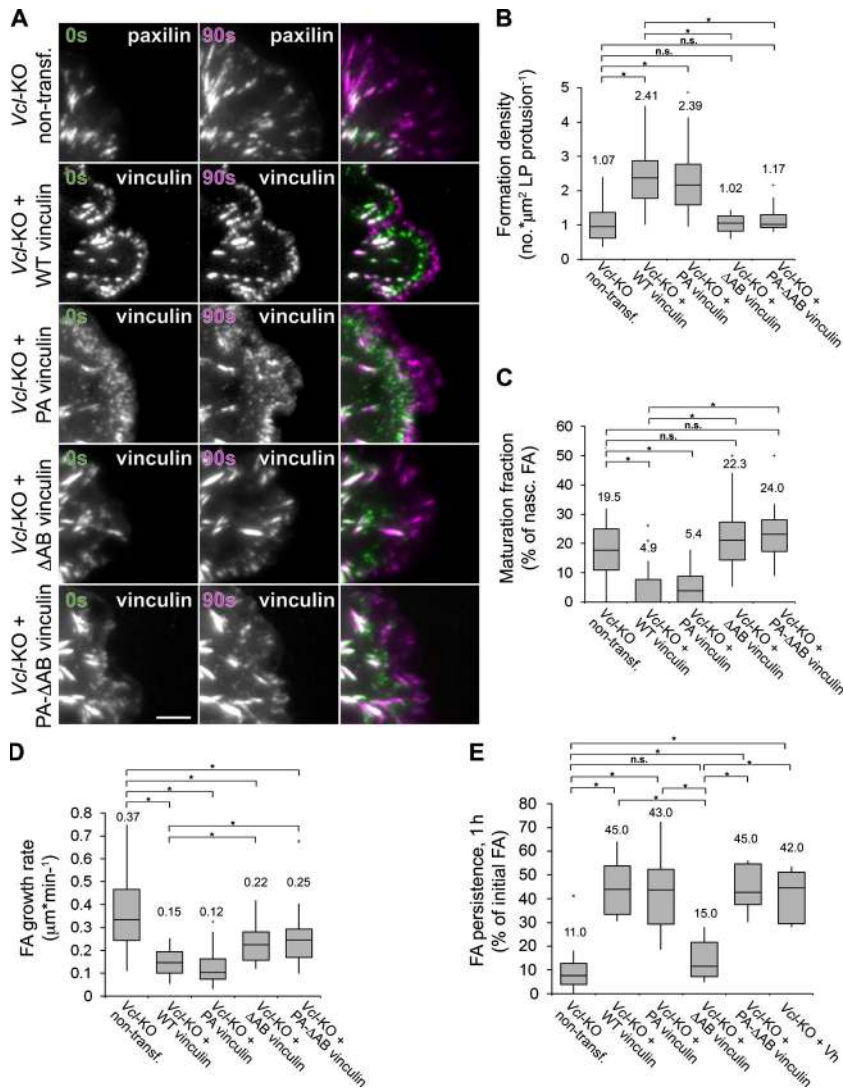 A
0s paxilin 90s paxilin
Vcl-KO
non-transf.
0s vinculin 90s vinculin
Vcl-KO +
WT vinculin
0s vinculin 90s vinculin
Vcl-KO +
PA vinculin
0s vinculin 90s vinculin
Vcl-KO +
ΔAB vinculin
0s vinculin 90s vinculin
Vcl-KO +
PA-ΔAB vinculin
B
*
*
n.s.
n.s.
*
*
Formation density
(no.*µm² LP protusion⁻¹)
5
4
3
2
1
0
1.07
2.41
2.39
1.02
1.17
Vcl-KO
non-transf.
Vcl-KO +
WT vinculin
Vcl-KO +
PA vinculin
Vcl-KO +
ΔAB vinculin
Vcl-KO +
PA-ΔAB vinculin
C
*
*
n.s.
n.s.
*
*
Maturation fraction
(% of nasc. FA)
60
50
40
30
20
10
0
19.5
4.9
5.4
22.3
24.0
Vcl-KO
non-transf.
Vcl-KO +
WT vinculin
Vcl-KO +
PA vinculin
Vcl-KO +
ΔAB vinculin
Vcl-KO +
PA-ΔAB vinculin
D
*
*
*
*
*
*
FA growth rate
(µm*min⁻¹)
0.8
0.7
0.6
0.5
0.4
0.3
0.2
0.1
0
0.37
0.15
0.12
0.22
0.25
Vcl-KO
non-transf.
Vcl-KO +
WT vinculin
Vcl-KO +
PA vinculin
Vcl-KO +
ΔAB vinculin
Vcl-KO +
PA-ΔAB vinculin
E
*
*
n.s.
*
*
*
*
*
*
FA persistence, 1h
(% of initial FA)
80
70
60
50
40
30
20
10
0
11.0
45.0
43.0
15.0
45.0
42.0
Vcl-KO
non-transf.
Vcl-KO +
WT vinculin
Vcl-KO +
PA vinculin
Vcl-KO +
ΔAB vinculin
Vcl-KO +
PA-ΔAB vinculin
Vcl-KO + Vh